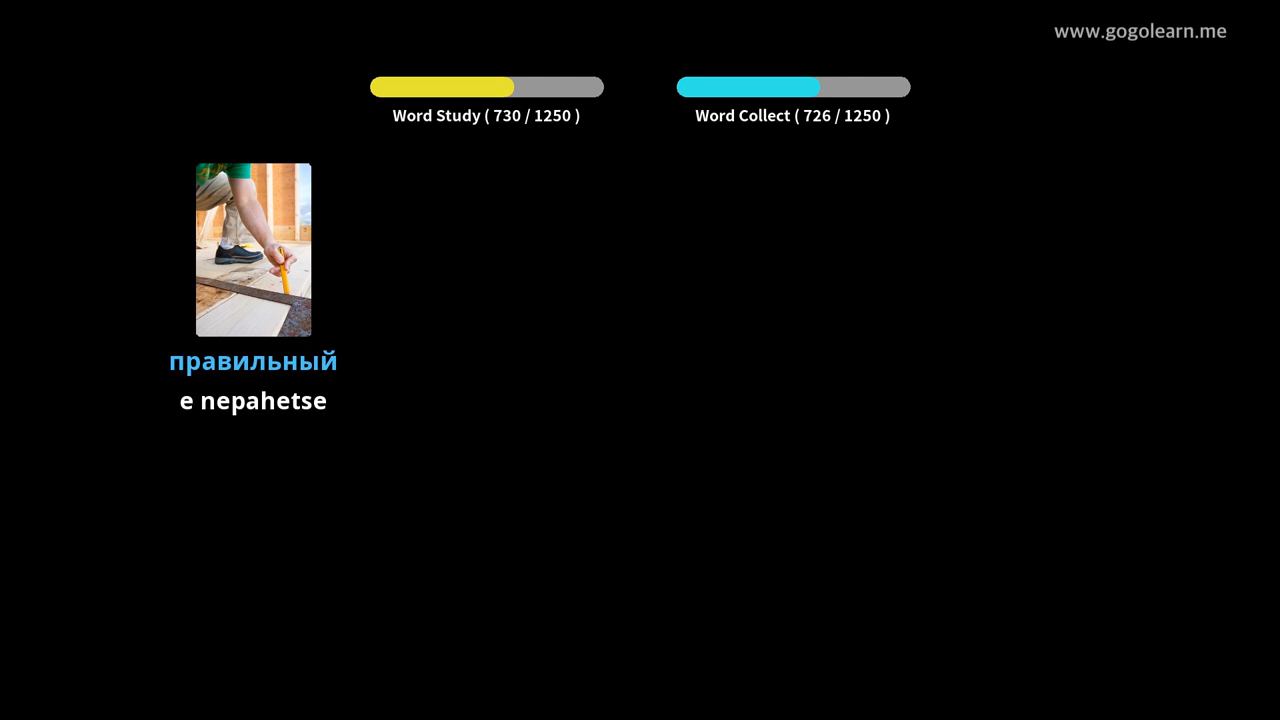 www.gogolearn.me
Word Study ( 730 / 1250 )
Word Collect ( 726 / 1250 )
правильный
e nepahetse